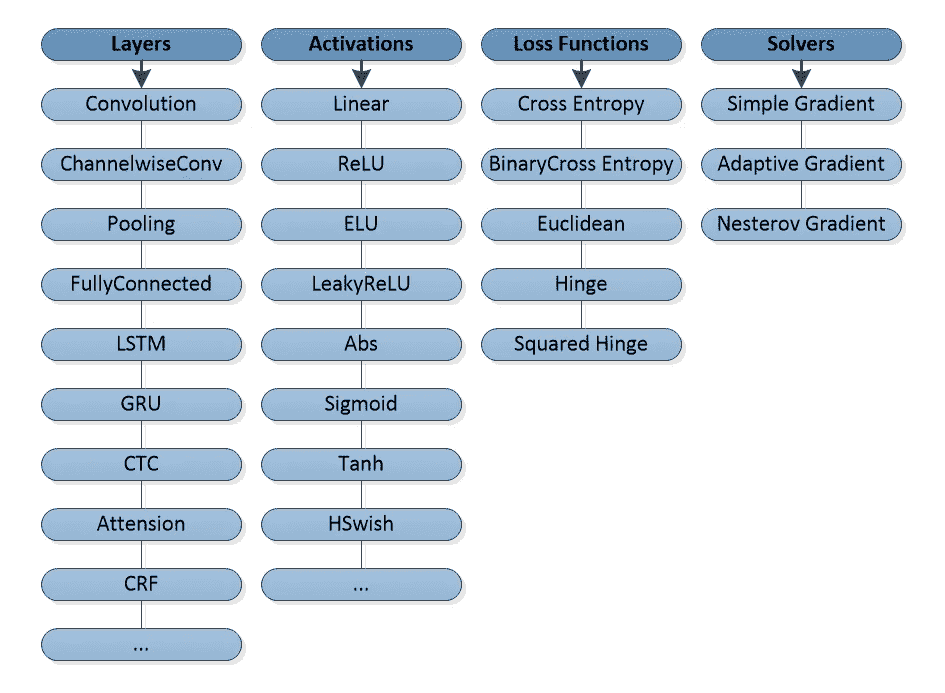 Layers
Convolution
ChannelwiseConv
Pooling
FullyConnected
LSTM
GRU
CTC
Attension
CRF
...
Activations
Linear
ReLU
ELU
LeakyReLU
Abs
Sigmoid
Tanh
HSwish
...
Loss Functions
Cross Entropy
BinaryCross Entropy
Euclidean
Hinge
Squared Hinge
Solvers
Simple Gradient
Adaptive Gradient
Nesterov Gradient